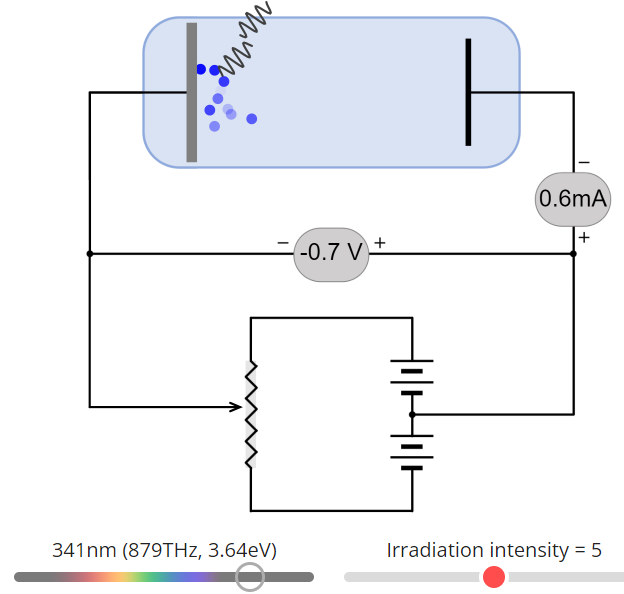 −
0.6mA
+
− -0.7 V +
341nm (879THz, 3.64eV)
Irradiation intensity = 5